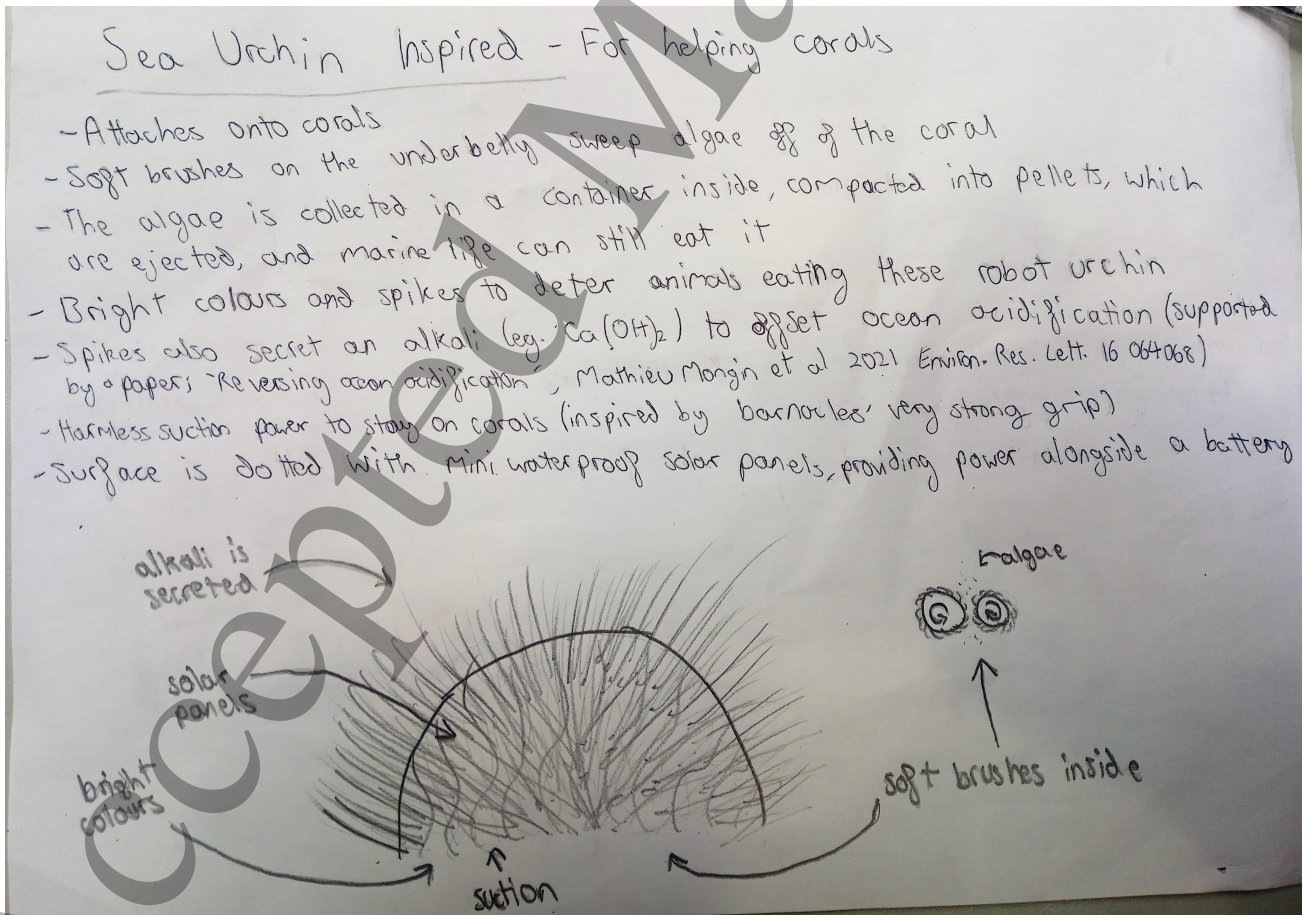 Sea Urchin Inspired - For helping corals
- Attaches onto corals
- Soft brushes on the underbelly sweep algae off of the coral
- The algae is collected in a container inside, compacted into pellets, which
are ejected, and marine life can still eat it
- Bright colours and spikes to deter animals eating these robot urchin
- Spikes also secret an alkali (eg. Ca(OH)2) to offset ocean acidification (supported
by a paper; "Reversing ocean acidification", Mathieu Mongin et al 2021 Environ. Res. Lett. 16 064068)
- Harmless suction power to stay on corals (inspired by barnacles' very strong grip)
- Surface is dotted with mini waterproof solar panels, providing power alongside a battery
alkali is
secreted
algae
solar
panels
bright
colours
soft brushes inside
suction
ccepted M